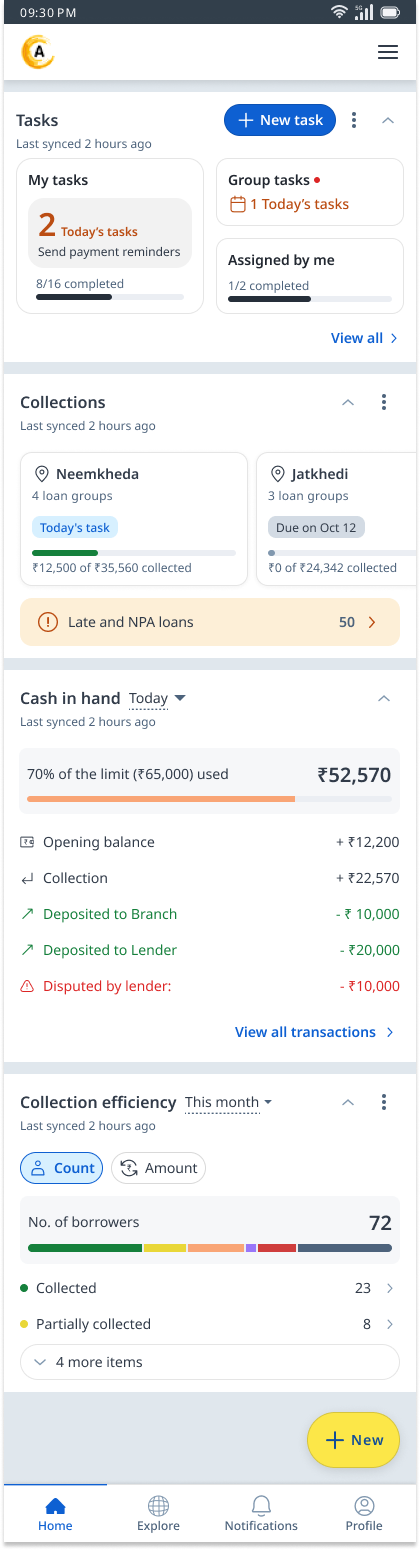 09:30 PM
5G
A
Tasks
New task
Last synced 2 hours ago
My tasks
2 Today's tasks
Send payment reminders
8/16 completed
Group tasks
1 Today's tasks
Assigned by me
1/2 completed
View all
Collections
Last synced 2 hours ago
Neemkheda
4 loan groups
Today's task
₹12,500 of ₹35,560 collected
Jatkhedi
3 loan groups
Due on Oct 12
₹0 of ₹24,342 collected
Late and NPA loans 50
Cash in hand Today
Last synced 2 hours ago
70% of the limit (₹65,000) used ₹52,570
Opening balance + ₹12,200
Collection + ₹22,570
Deposited to Branch - ₹ 10,000
Deposited to Lender - ₹20,000
Disputed by lender: - ₹10,000
View all transactions
Collection efficiency This month
Last synced 2 hours ago
Count
Amount
No. of borrowers 72
Collected 23
Partially collected 8
4 more items
New
Home
Explore
Notifications
Profile